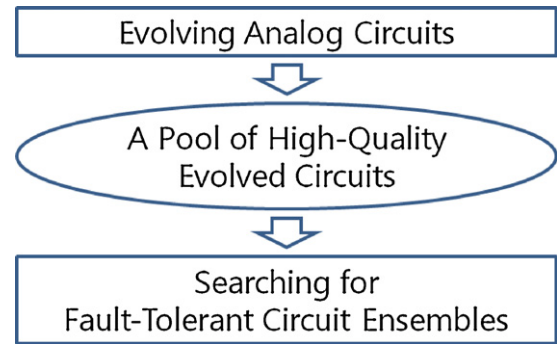 Evolving Analog Circuits
A Pool of High-Quality
Evolved Circuits
Searching for
Fault-Tolerant Circuit Ensembles